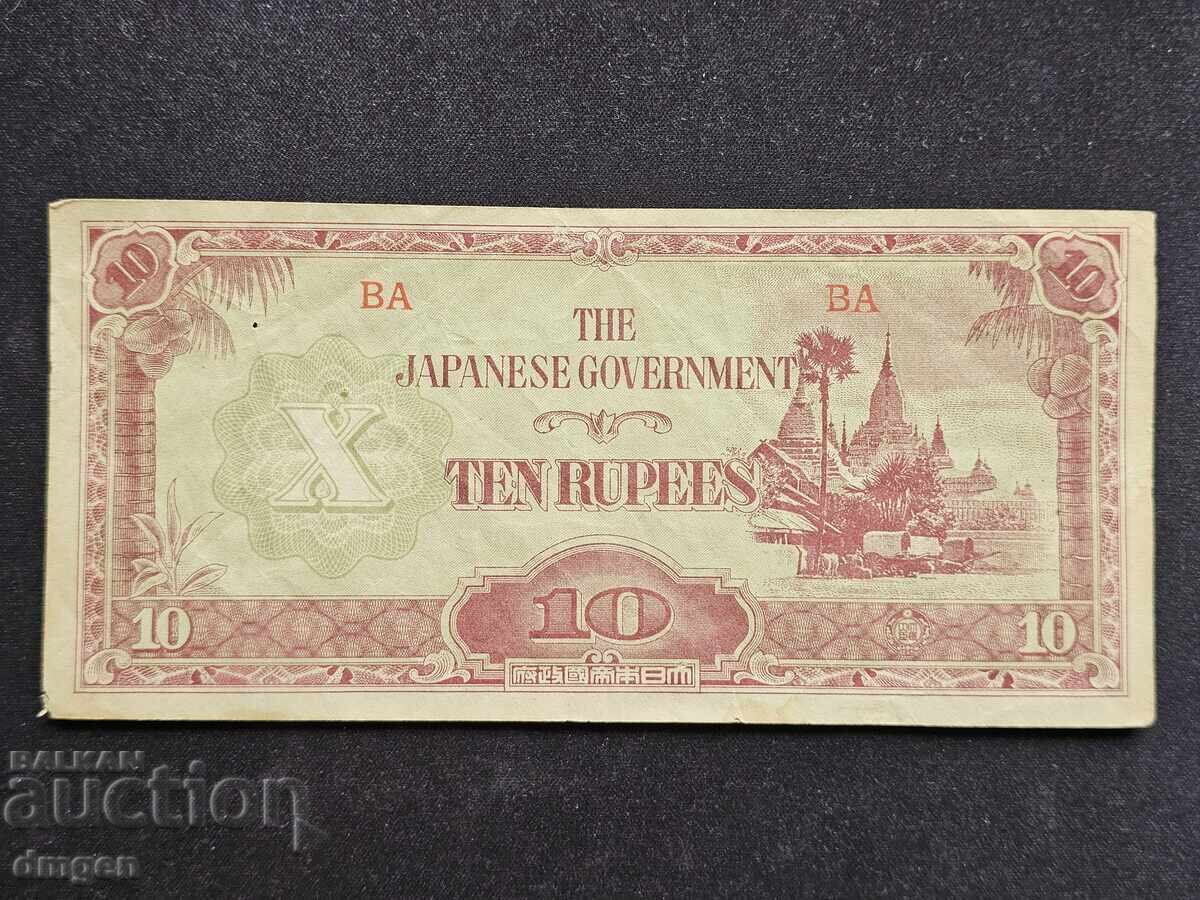 10 10
BA BA
THE
JAPANESE GOVERNMENT
X
TEN RUPEES
10 10 10
府政國帝本日大
BALKAN
auction
dmgen